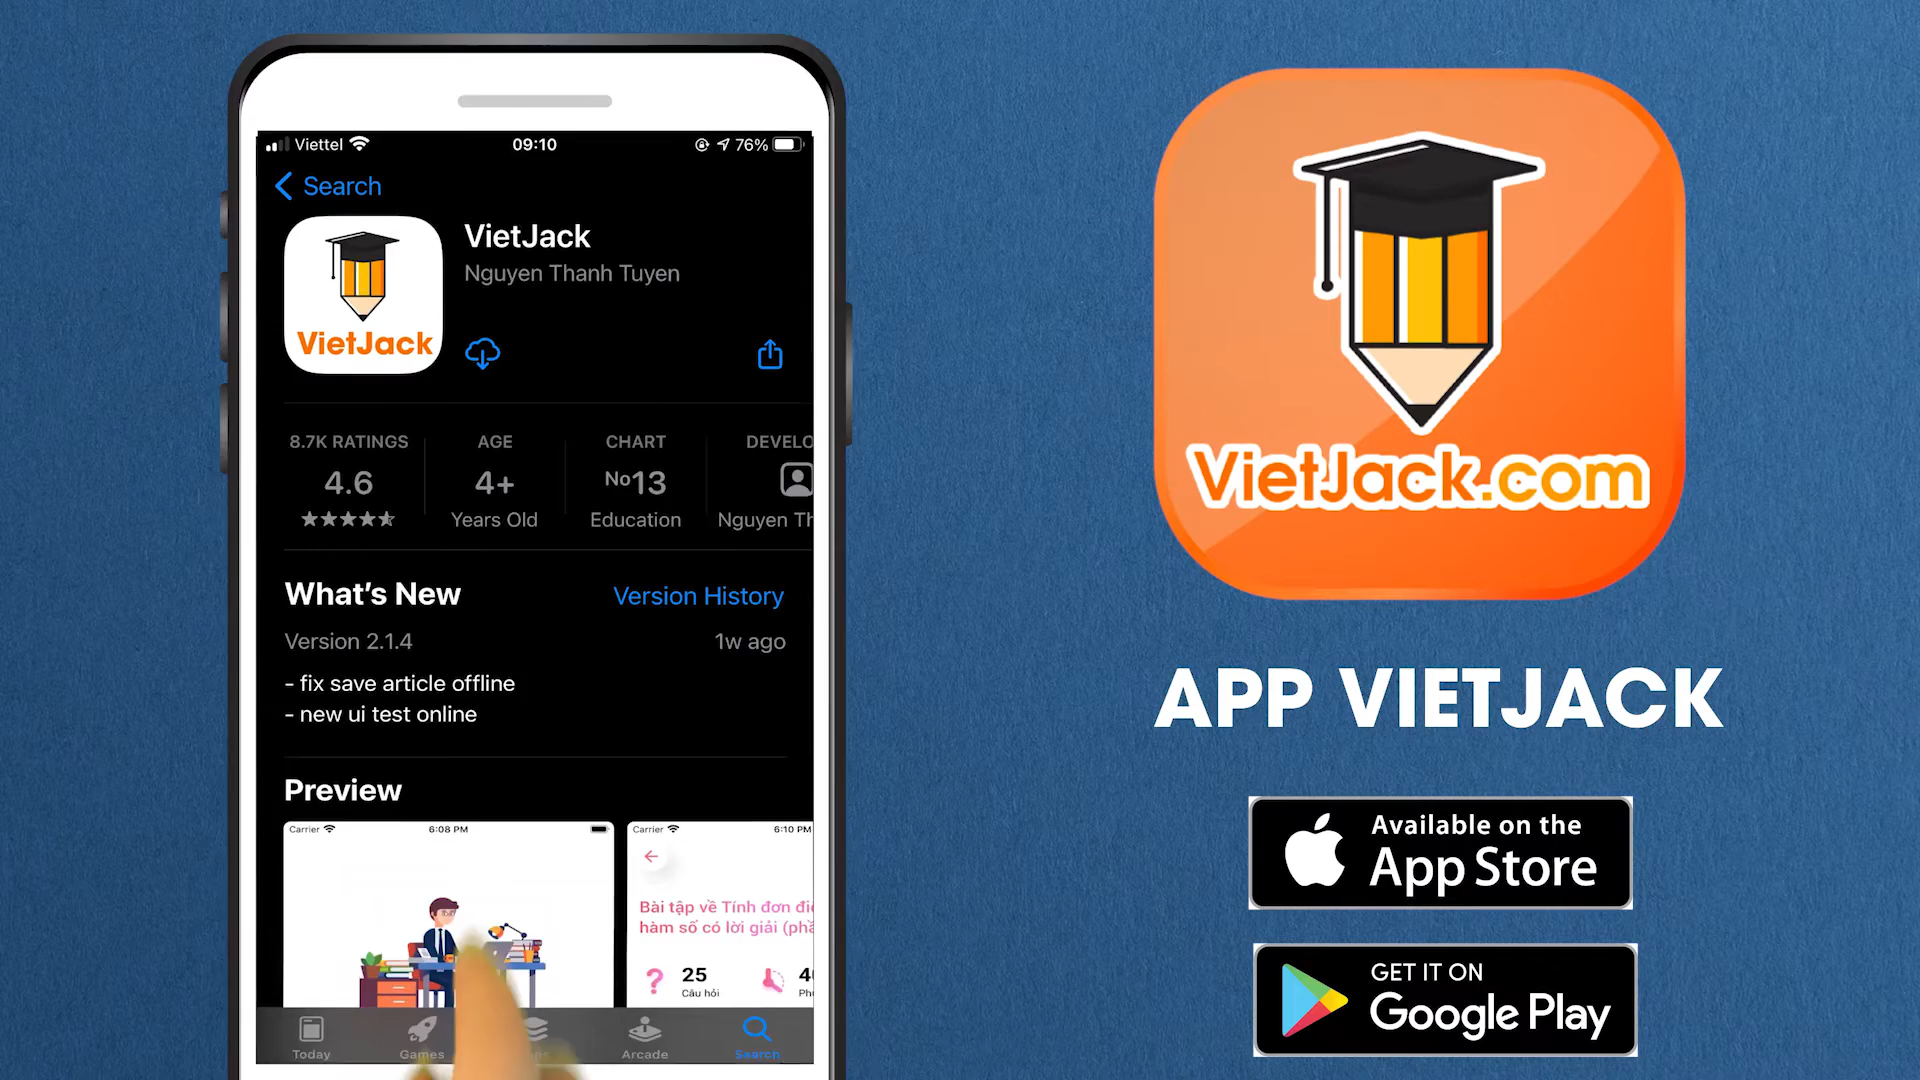 Viettel
09:10
76%
Search
VietJack
VietJack
Nguyen Thanh Tuyen
8.7K RATINGS
4.6
AGE
4+
Years Old
CHART
No13
Education
DEVELO
Nguyen Th
What's New
Version History
Version 2.1.4
1w ago
- fix save article offline
- new ui test online
Preview
Carrier
6:08 PM
Carrier
6:10 PM
Bài tập về Tính đơn đi
hàm số có lời giải (ph
25
Câu hỏi
Today
Games
Arcade
Search
VietJack.com
APP VIETJACK
Available on the
App Store
GET IT ON
Google Play